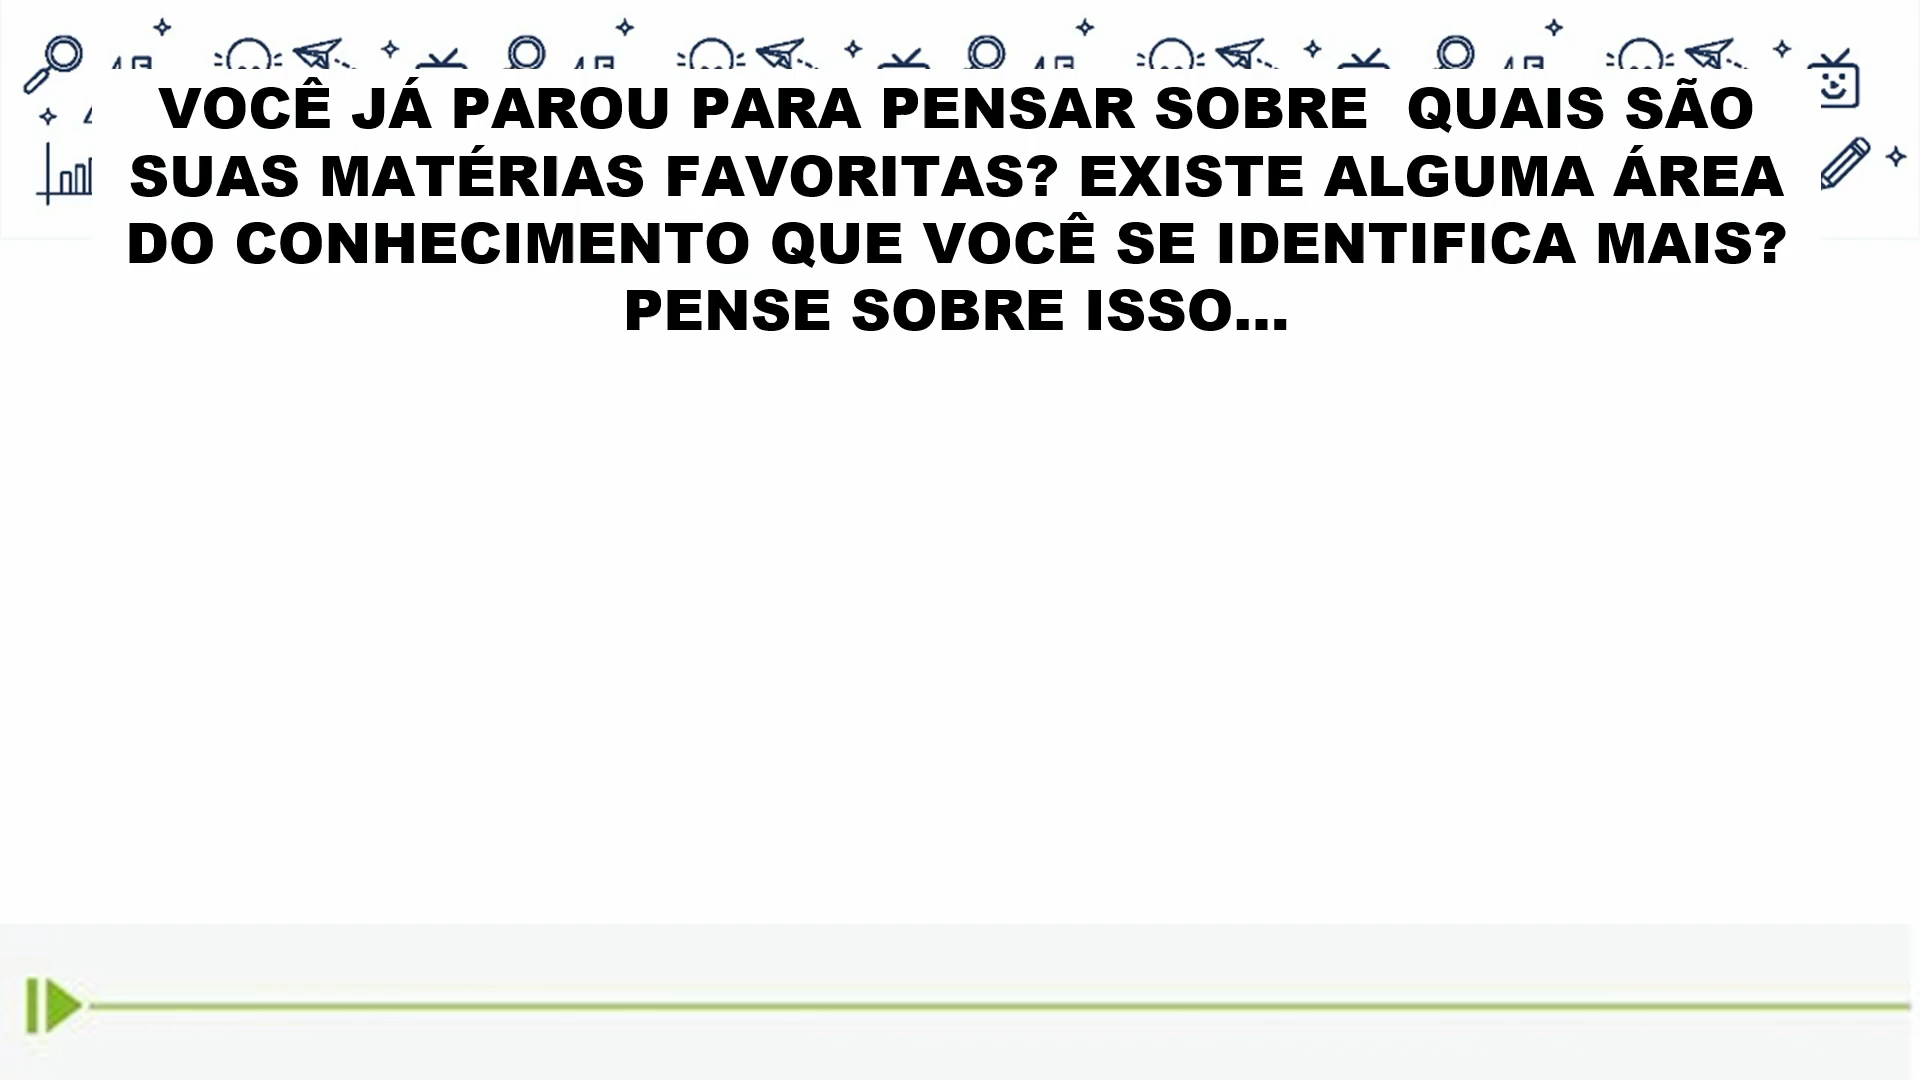 VOCÊ JÁ PAROU PARA PENSAR SOBRE  QUAIS SÃO
SUAS MATÉRIAS FAVORITAS? EXISTE ALGUMA ÁREA
DO CONHECIMENTO QUE VOCÊ SE IDENTIFICA MAIS?
PENSE SOBRE ISSO...